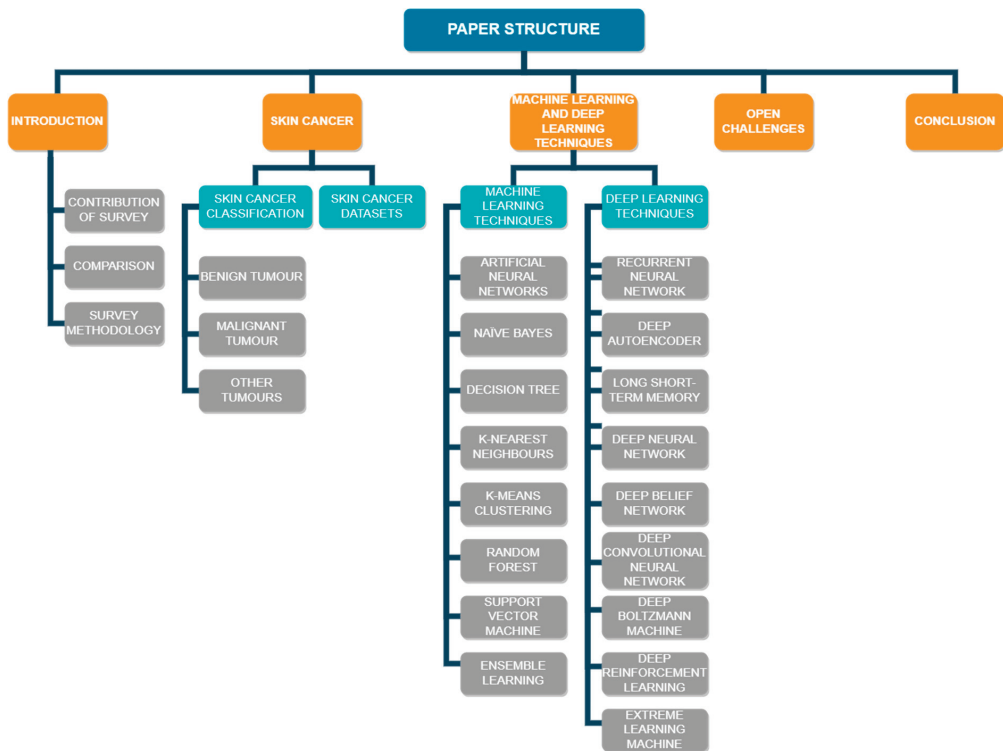 PAPER STRUCTURE
INTRODUCTION
SKIN CANCER
MACHINE LEARNING
AND DEEP
LEARNING
TECHNIQUES
OPEN
CHALLENGES
CONCLUSION
CONTRIBUTION
OF SURVEY
COMPARISON
SURVEY
METHODOLOGY
SKIN CANCER
CLASSIFICATION
SKIN CANCER
DATASETS
BENIGN TUMOUR
MALIGNANT
TUMOUR
OTHER
TUMOURS
MACHINE
LEARNING
TECHNIQUES
ARTIFICIAL
NEURAL
NETWORKS
NAÏVE BAYES
DECISION TREE
K-NEAREST
NEIGHBOURS
K-MEANS
CLUSTERING
RANDOM
FOREST
SUPPORT
VECTOR
MACHINE
ENSEMBLE
LEARNING
DEEP LEARNING
TECHNIQUES
RECURRENT
NEURAL
NETWORK
DEEP
AUTOENCODER
LONG SHORT-
TERM MEMORY
DEEP NEURAL
NETWORK
DEEP BELIEF
NETWORK
DEEP
CONVOLUTIONAL
NEURAL
NETWORK
DEEP
BOLTZMANN
MACHINE
DEEP
REINFORCEMENT
LEARNING
EXTREME
LEARNING
MACHINE